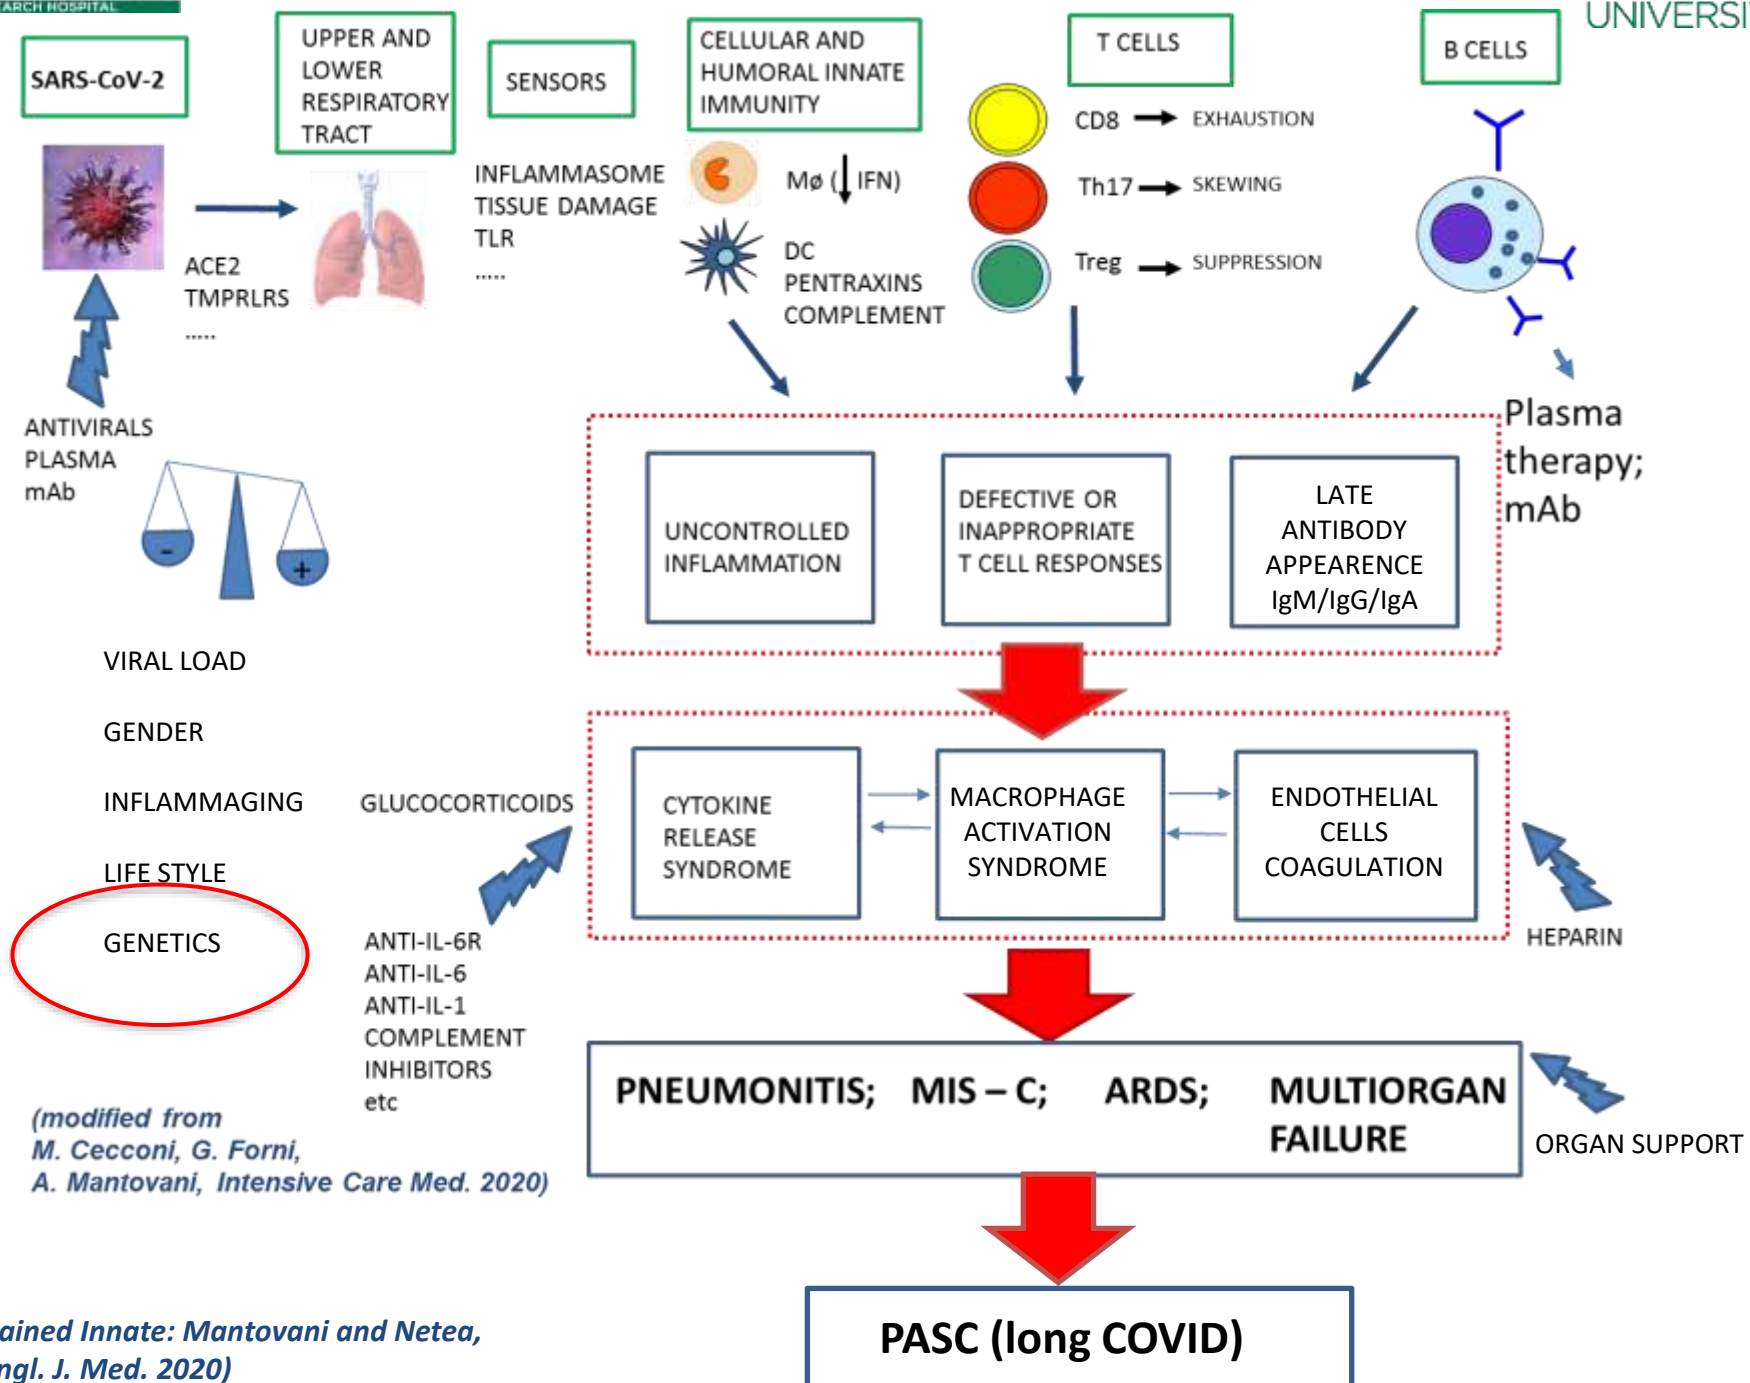 EARCH HOSPITAL
UNIVERSI
SARS-CoV-2
UPPER AND
LOWER
RESPIRATORY
TRACT
SENSORS
CELLULAR AND
HUMORAL INNATE
IMMUNITY
T CELLS
B CELLS
ACE2
TMPRLRS
.....
INFLAMMASOME
TISSUE DAMAGE
TLR
.....
Mø (↓ IFN)
DC
PENTRAXINS
COMPLEMENT
CD8 → EXHAUSTION
Th17 → SKEWING
Treg → SUPPRESSION
ANTIVIRALS
PLASMA
mAb
Plasma
therapy;
mAb
-
+
UNCONTROLLED
INFLAMMATION
DEFECTIVE OR
INAPPROPRIATE
T CELL RESPONSES
LATE
ANTIBODY
APPEARENCE
IgM/IgG/IgA
VIRAL LOAD
GENDER
INFLAMMAGING
LIFE STYLE
GENETICS
GLUCOCORTICOIDS
CYTOKINE
RELEASE
SYNDROME
MACROPHAGE
ACTIVATION
SYNDROME
ENDOTHELIAL
CELLS
COAGULATION
HEPARIN
ANTI-IL-6R
ANTI-IL-6
ANTI-IL-1
COMPLEMENT
INHIBITORS
etc
PNEUMONITIS; MIS – C; ARDS; MULTIORGAN
FAILURE
ORGAN SUPPORT
(modified from
M. Cecconi, G. Forni,
A. Mantovani, Intensive Care Med. 2020)
PASC (long COVID)
ained Innate: Mantovani and Netea,
ngl. J. Med. 2020)